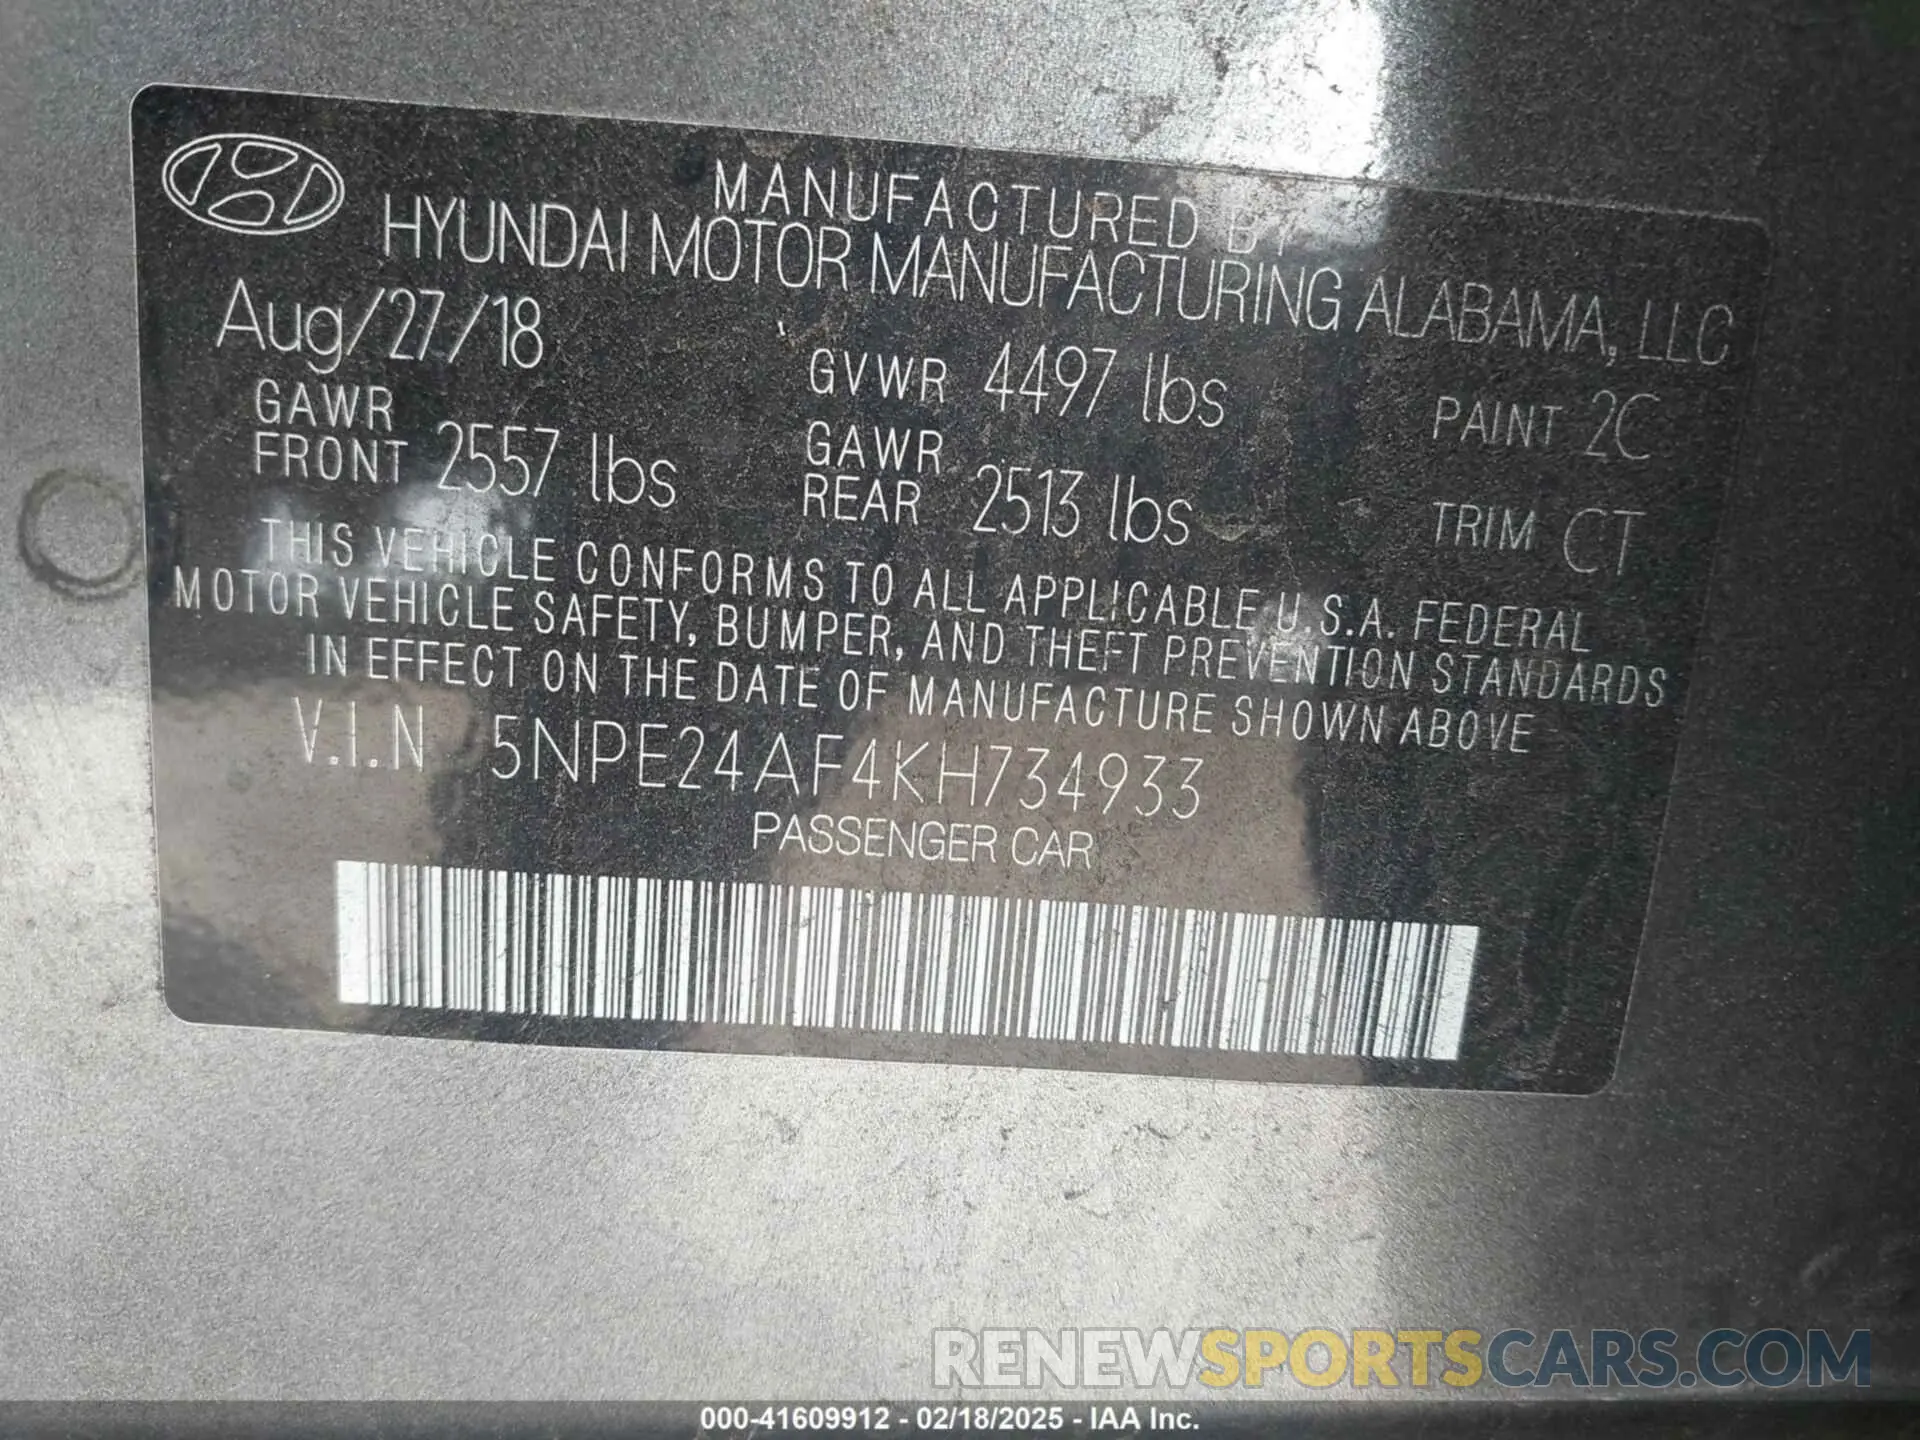 MANUFACTURED BY
HYUNDAI MOTOR MANUFACTURING ALABAMA, LLC
Aug/27/18 GVWR 4497 lbs PAINT 2C
GAWR FRONT 2557 lbs GAWR REAR 2513 lbs TRIM CT
THIS VEHICLE CONFORMS TO ALL APPLICABLE U.S.A. FEDERAL
MOTOR VEHICLE SAFETY, BUMPER, AND THEFT PREVENTION STANDARDS
IN EFFECT ON THE DATE OF MANUFACTURE SHOWN ABOVE
V.I.N 5NPE24AF4KH734933
PASSENGER CAR
RENEWSPORTSCARS.COM
000-41609912 - 02/18/2025 - IAA Inc.